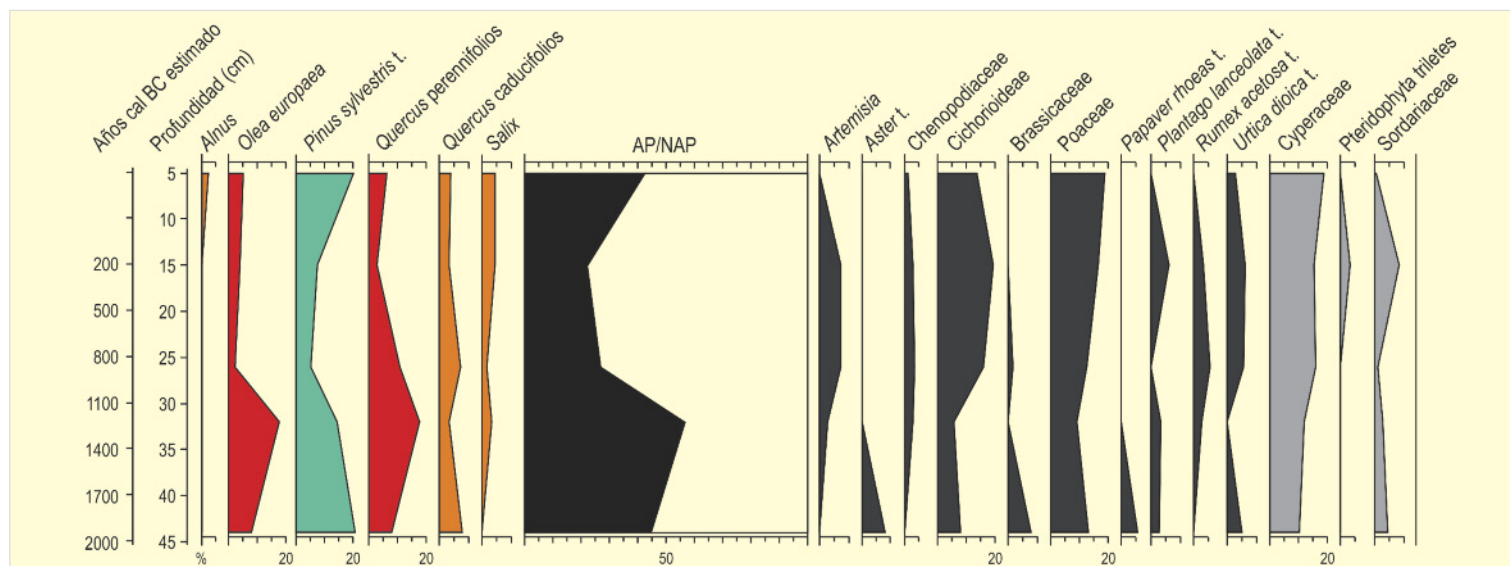 Años cal BC estimado
Profundidad (cm)
Alnus
Olea europaea
Pinus sylvestris t.
Quercus perennifolios
Quercus caducifolios
Salix
AP/NAP
Artemisia
Aster t.
Chenopodiaceae
Cichorioideae
Brassicaceae
Poaceae
Papaver rhoeas t.
Plantago lanceolata t.
Rumex acetosa t.
Urtica dioica t.
Cyperaceae
Pteridophyta triletes
Sordariaceae
5
10
200 15
500 20
800 25
1100 30
1400 35
1700 40
2000 45
% 20 20 20 50 20 20 20